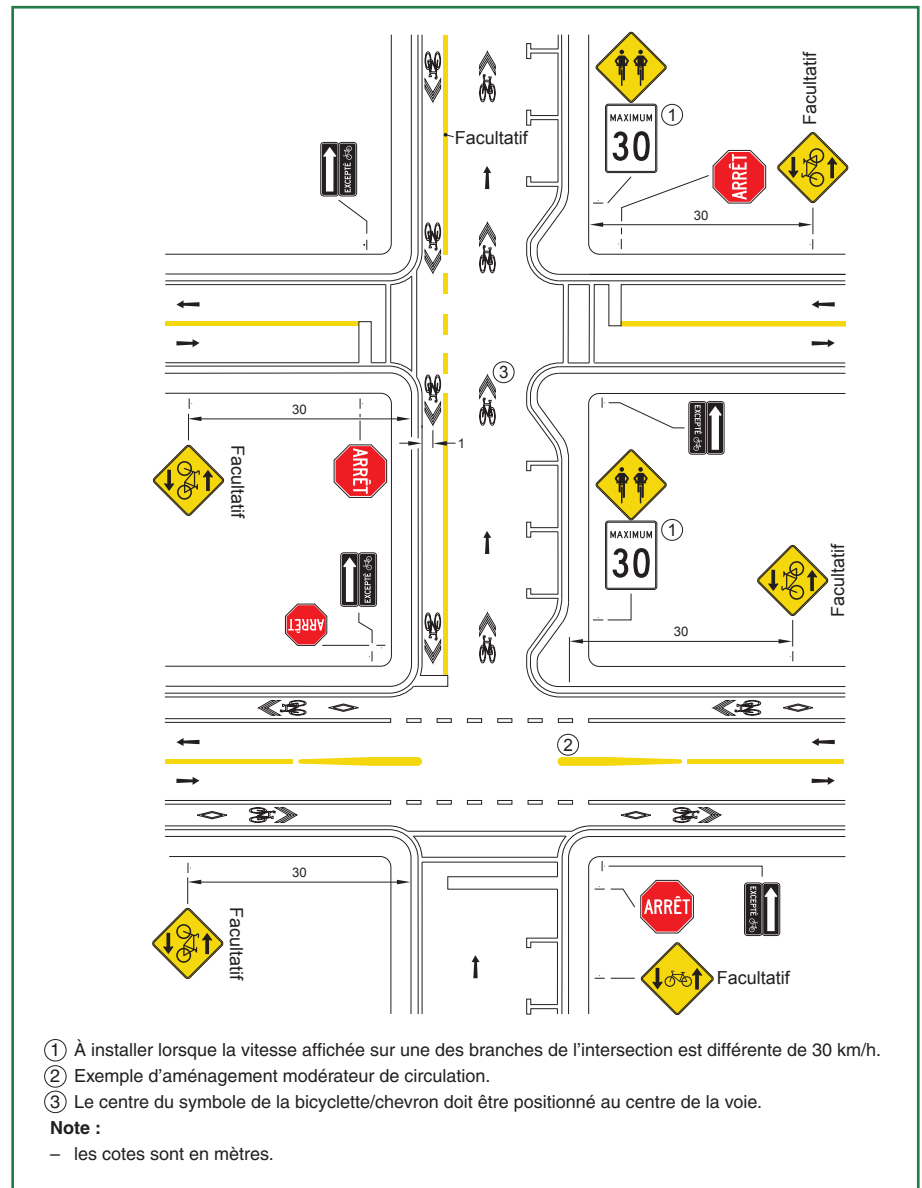 Facultatif
MAXIMUM
30
1
Facultatif
EXCEPTÉ
ARRÊT
30
3
30
1
Facultatif
ARRÊT
EXCEPTÉ
EXCEPTÉ
ARRÊT
MAXIMUM
30
1
Facultatif
30
2
30
Facultatif
ARRÊT
EXCEPTÉ
Facultatif
1 À installer lorsque la vitesse affichée sur une des branches de l'intersection est différente de 30 km/h.
2 Exemple d'aménagement modérateur de circulation.
3 Le centre du symbole de la bicyclette/chevron doit être positionné au centre de la voie.
Note :
– les cotes sont en mètres.